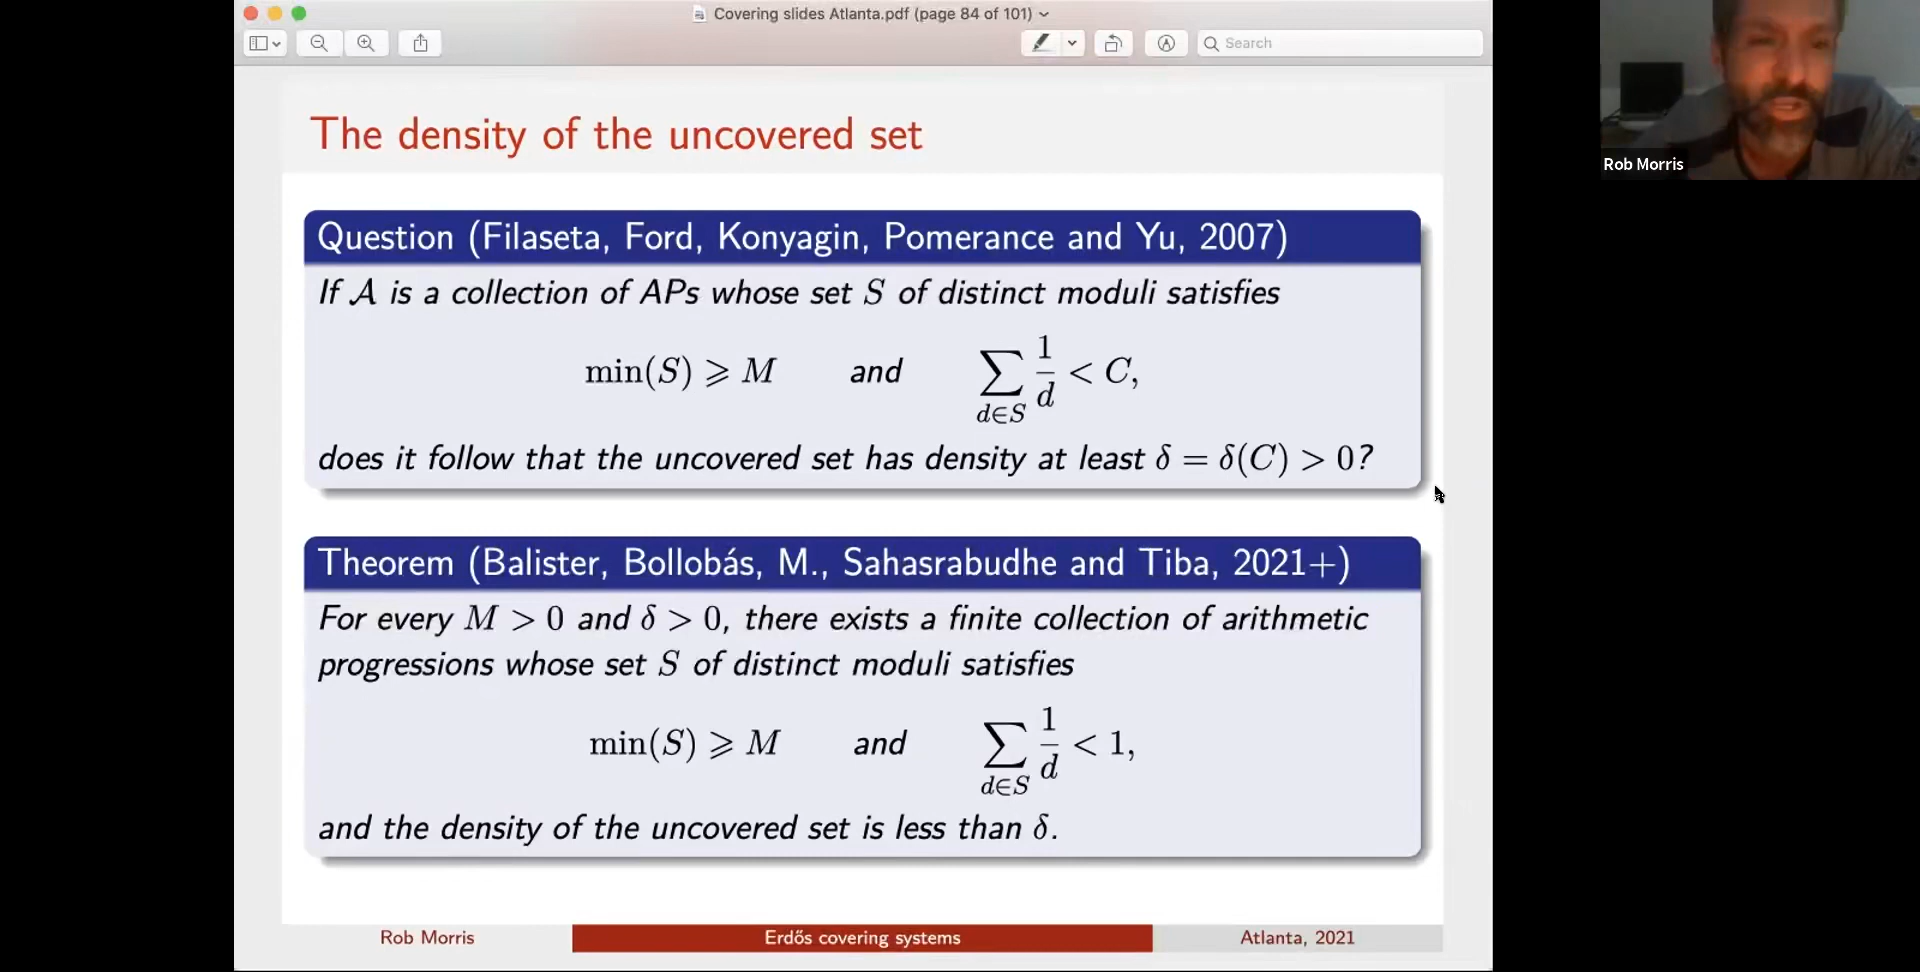 Covering slides Atlanta.pdf (page 84 of 101)
Search
The density of the uncovered set
Question (Filaseta, Ford, Konyagin, Pomerance and Yu, 2007)
If 𝒜 is a collection of APs whose set S of distinct moduli satisfies
min(S) ⩾ M and ∑_{d∈S} 1/d < C,
does it follow that the uncovered set has density at least δ = δ(C) > 0?
Theorem (Balister, Bollobás, M., Sahasrabudhe and Tiba, 2021+)
For every M > 0 and δ > 0, there exists a finite collection of arithmetic
progressions whose set S of distinct moduli satisfies
min(S) ⩾ M and ∑_{d∈S} 1/d < 1,
and the density of the uncovered set is less than δ.
Rob Morris Erdős covering systems Atlanta, 2021
Rob Morris